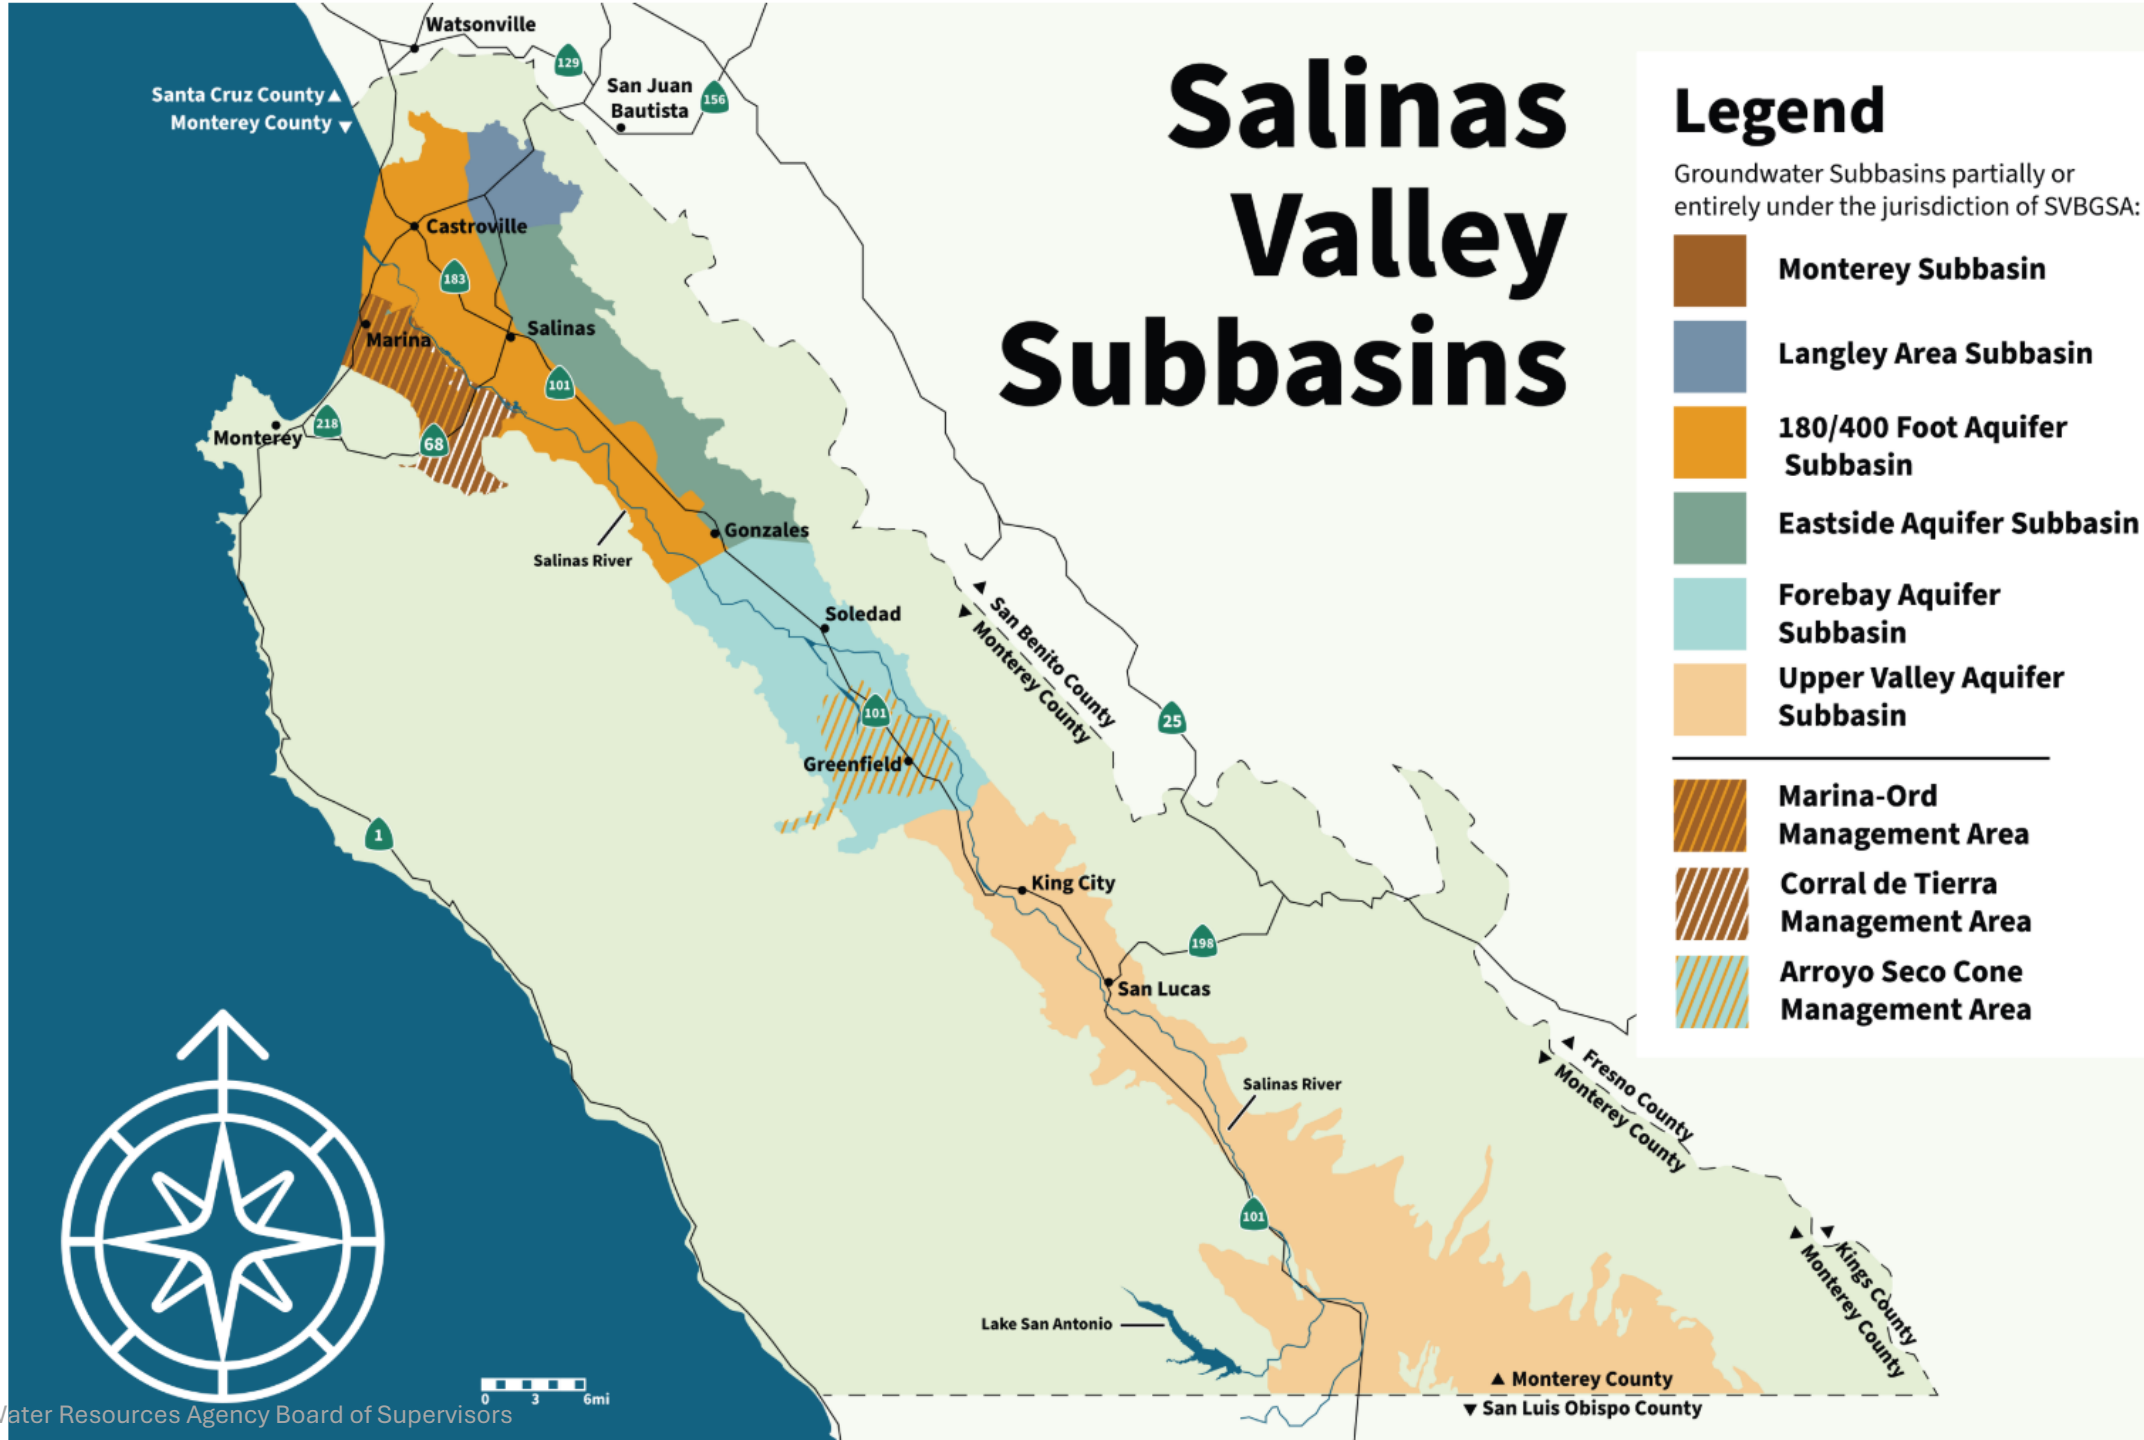 Salinas
Valley
Subbasins
Legend
Groundwater Subbasins partially or
entirely under the jurisdiction of SVBGSA:
Monterey Subbasin
Langley Area Subbasin
180/400 Foot Aquifer
Subbasin
Eastside Aquifer Subbasin
Forebay Aquifer
Subbasin
Upper Valley Aquifer
Subbasin
Marina-Ord
Management Area
Corral de Tierra
Management Area
Arroyo Seco Cone
Management Area
Watsonville
129
San Juan
Bautista
156
Santa Cruz County▲
Monterey County ▼
Castroville
183
Marina
Salinas
101
218
68
Monterey
Gonzales
Salinas River
Soledad
▲ San Benito County
▼ Monterey County
101
25
Greenfield
1
King City
198
San Lucas
▲ Fresno County
▼ Monterey County
Salinas River
101
▲ Kings County
▼ Monterey County
Lake San Antonio
▲ Monterey County
▼ San Luis Obispo County
0 3 6mi
Resources Agency Board of Supervisors